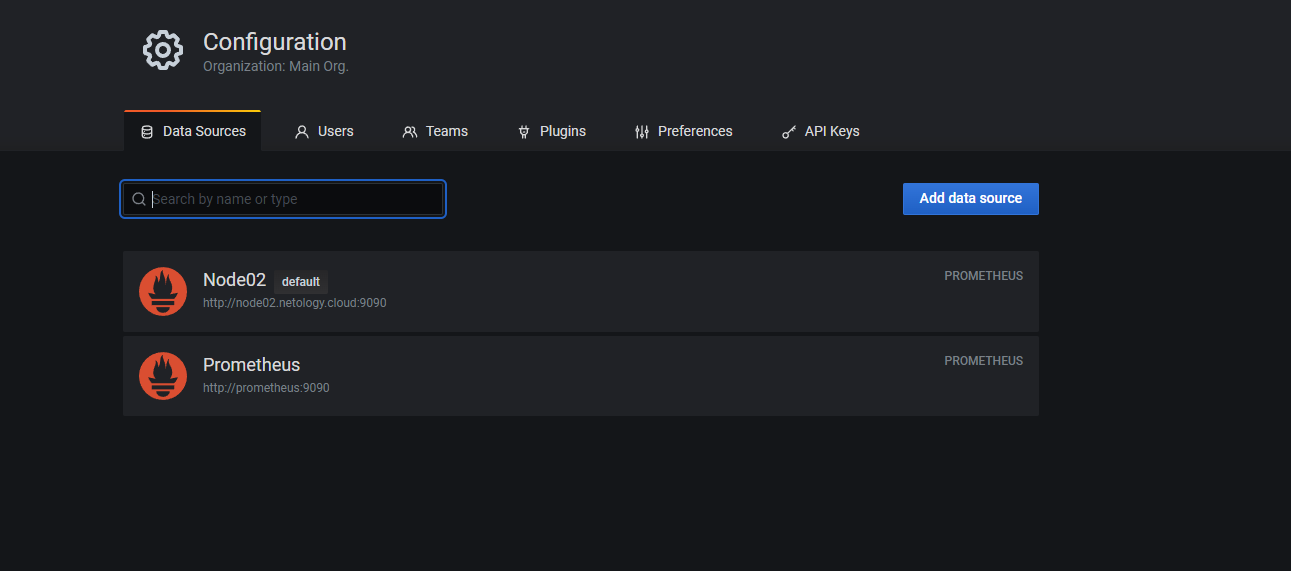 Configuration
Organization: Main Org.
Data Sources Users Teams Plugins Preferences API Keys
Search by name or type Add data source
Node02 default PROMETHEUS
http://node02.netology.cloud:9090
Prometheus PROMETHEUS
http://prometheus:9090